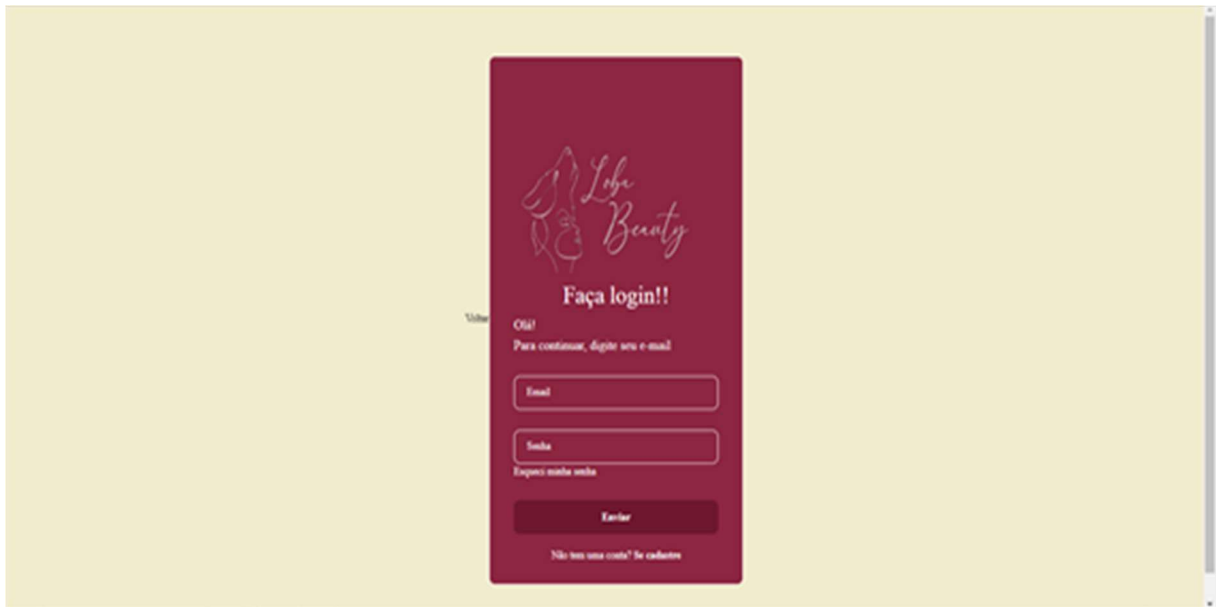 Loba
Beauty
Faça login!!
Voltar
Olá!
Para continuar, digite seu e-mail
Email
Senha
Esqueci minha senha
Enviar
Não tem uma conta? Se cadastre